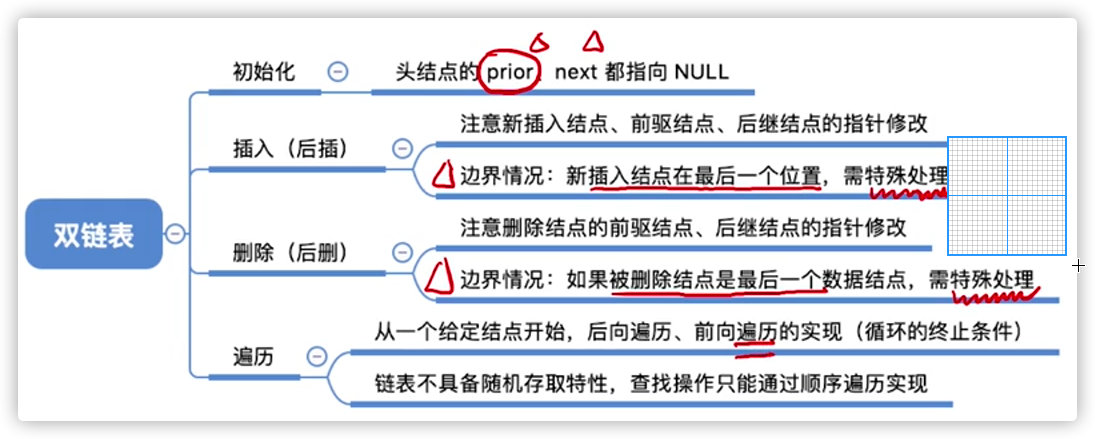 初始化
头结点的 prior、next 都指向 NULL
插入（后插）
注意新插入结点、前驱结点、后继结点的指针修改
边界情况：新插入结点在最后一个位置，需特殊处理
双链表
删除（后删）
注意删除结点的前驱结点、后继结点的指针修改
边界情况：如果被删除结点是最后一个数据结点，需特殊处理
遍历
从一个给定结点开始，后向遍历、前向遍历的实现（循环的终止条件）
链表不具备随机存取特性，查找操作只能通过顺序遍历实现